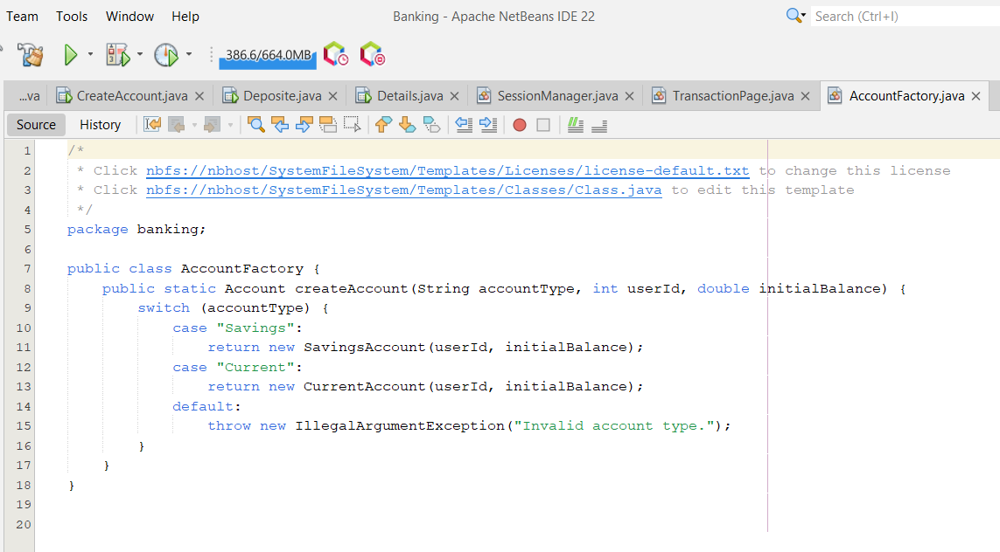 Team Tools Window Help Banking - Apache NetBeans IDE 22 Search (Ctrl+I)
386.6/664.0MB
...va CreateAccount.java Deposite.java Details.java SessionManager.java TransactionPage.java AccountFactory.java
Source History
1 /*
2 * Click nbfs://nbhost/SystemFileSystem/Templates/Licenses/license-default.txt to change this license
3 * Click nbfs://nbhost/SystemFileSystem/Templates/Classes/Class.java to edit this template
4 */
5 package banking;
6
7 public class AccountFactory {
8 public static Account createAccount(String accountType, int userId, double initialBalance) {
9 switch (accountType) {
10 case "Savings":
11 return new SavingsAccount(userId, initialBalance);
12 case "Current":
13 return new CurrentAccount(userId, initialBalance);
14 default:
15 throw new IllegalArgumentException("Invalid account type.");
16 }
17 }
18 }
19
20